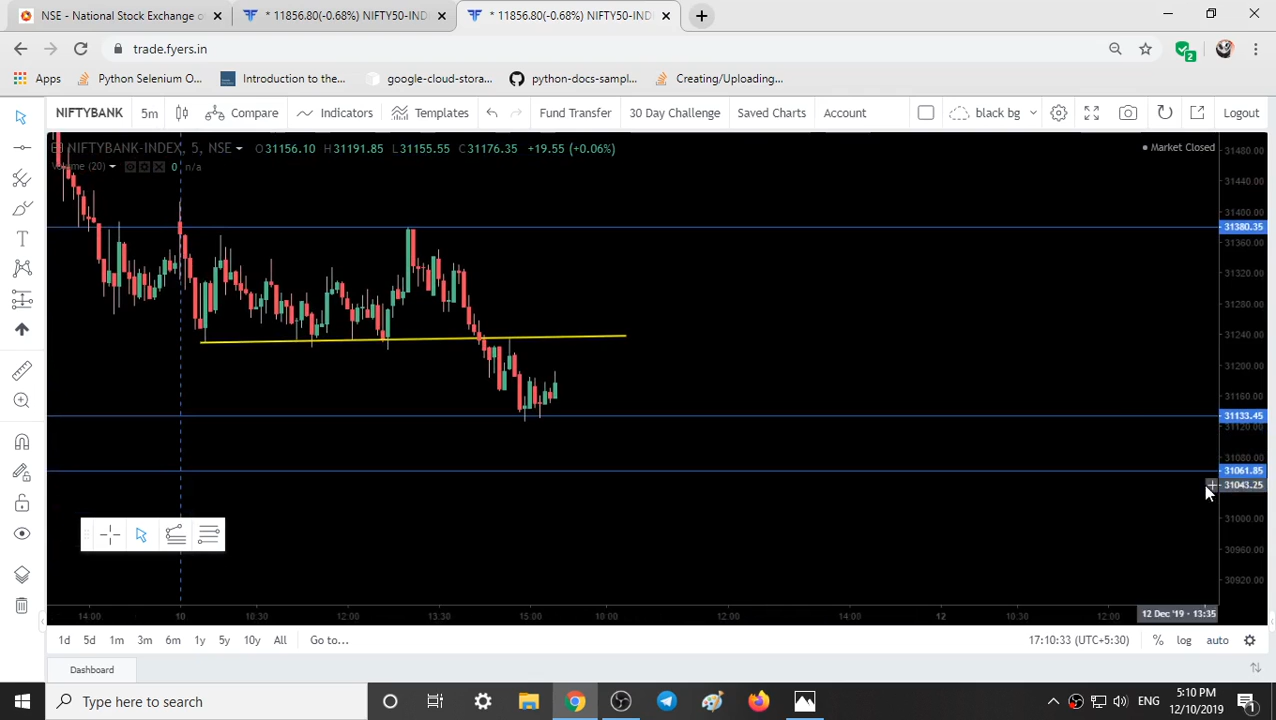 NSE - National Stock Exchange o
* 11856.80(-0.68%) NIFTY50-IND
* 11856.80(-0.68%) NIFTY50-IND
trade.fyers.in
2
Apps
Python Selenium O...
Introduction to the...
google-cloud-stora...
python-docs-sampl...
Creating/Uploading...
NIFTYBANK
5m
Compare
Indicators
Templates
Fund Transfer
30 Day Challenge
Saved Charts
Account
black bg
Logout
NIFTYBANK-INDEX, 5, NSE
O31156.10 H31191.85 L31155.55 C31176.35 +19.55 (+0.06%)
Market Closed
Volume (20)
0 n/a
31480.00
31440.00
31400.00
31380.35
31360.00
31320.00
31280.00
31240.00
31200.00
31160.00
31133.45
31120.00
31080.00
31061.85
31043.25
31000.00
30960.00
30920.00
14:00 10 10:30 12:00 13:30 15:00 10:00 12:00 14:00 12 10:30 12:00 12 Dec '19 - 13:35
1d 5d 1m 3m 6m 1y 5y 10y All Go to...
17:10:33 (UTC+5:30) % log auto
Dashboard
Type here to search
ENG
5:10 PM
12/10/2019
1